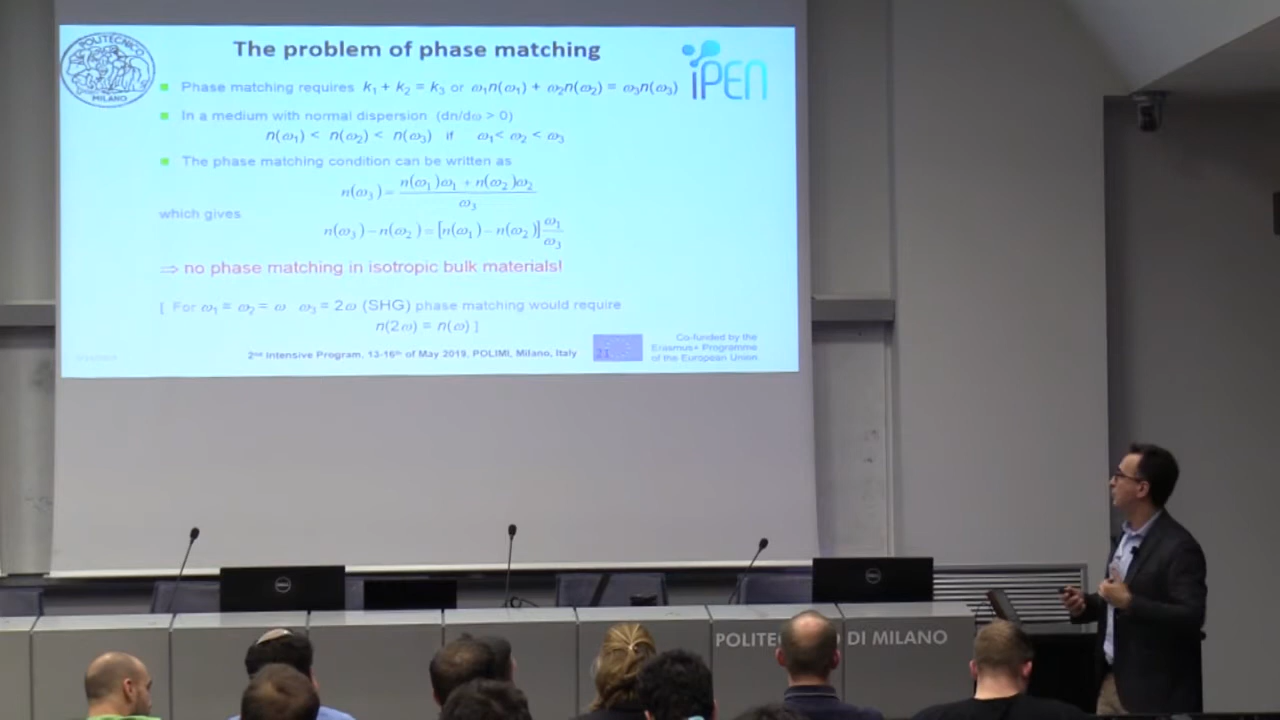 POLITECNICO
MILANO
The problem of phase matching
iPEN
Phase matching requires k₁ + k₂ = k₃ or ω₁n(ω₁) + ω₂n(ω₂) = ω₃n(ω₃)
In a medium with normal dispersion (dn/dω > 0)
n(ω₁) < n(ω₂) < n(ω₃) if ω₁< ω₂ < ω₃
The phase matching condition can be written as
n(ω₃) = n(ω₁)ω₁ + n(ω₂)ω₂ / ω₃
which gives
n(ω₃) − n(ω₂) = [n(ω₁) − n(ω₂)] ω₁ / ω₃
⇒ no phase matching in isotropic bulk materials!
[ For ω₁ = ω₂ = ω ω₃ = 2ω (SHG) phase matching would require
n(2ω) = n(ω) ]
2nd Intensive Program, 13-16th of May 2019, POLIMI, Milano, Italy
21
Co-funded by the
Erasmus+ Programme
of the European Union
DELL
DELL
POLITE DI MILANO